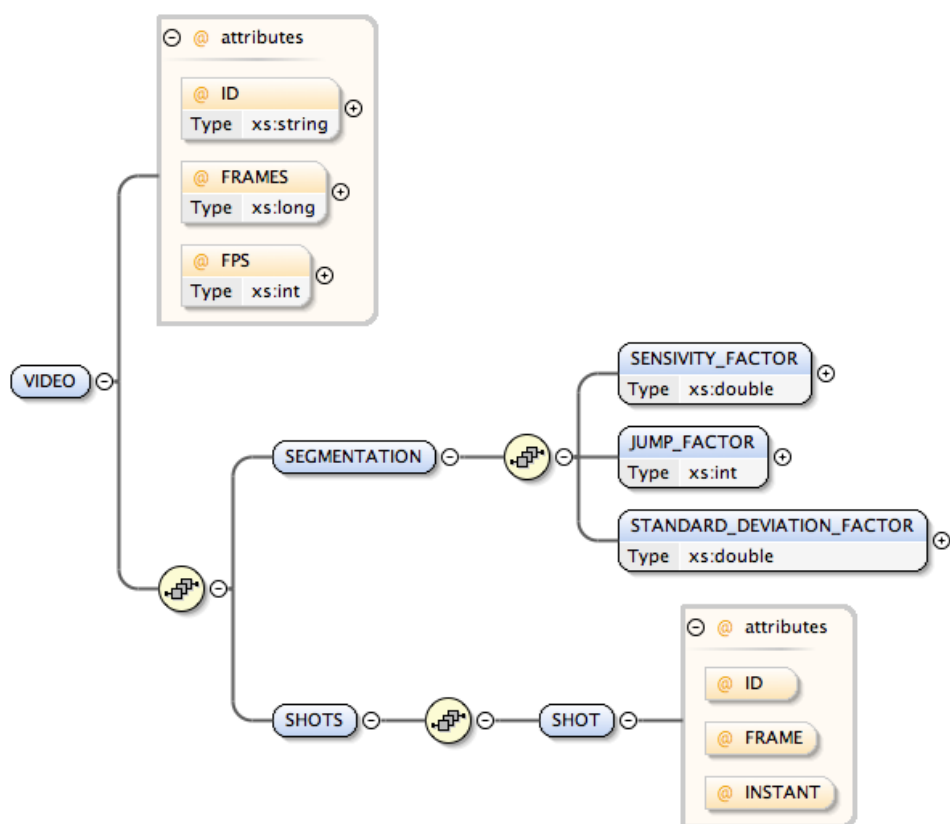 @ attributes
@ ID
Type xs:string
@ FRAMES
Type xs:long
@ FPS
Type xs:int
VIDEO
SENSIVITY_FACTOR
Type xs:double
SEGMENTATION
JUMP_FACTOR
Type xs:int
STANDARD_DEVIATION_FACTOR
Type xs:double
@ attributes
@ ID
SHOTS
SHOT
@ FRAME
@ INSTANT